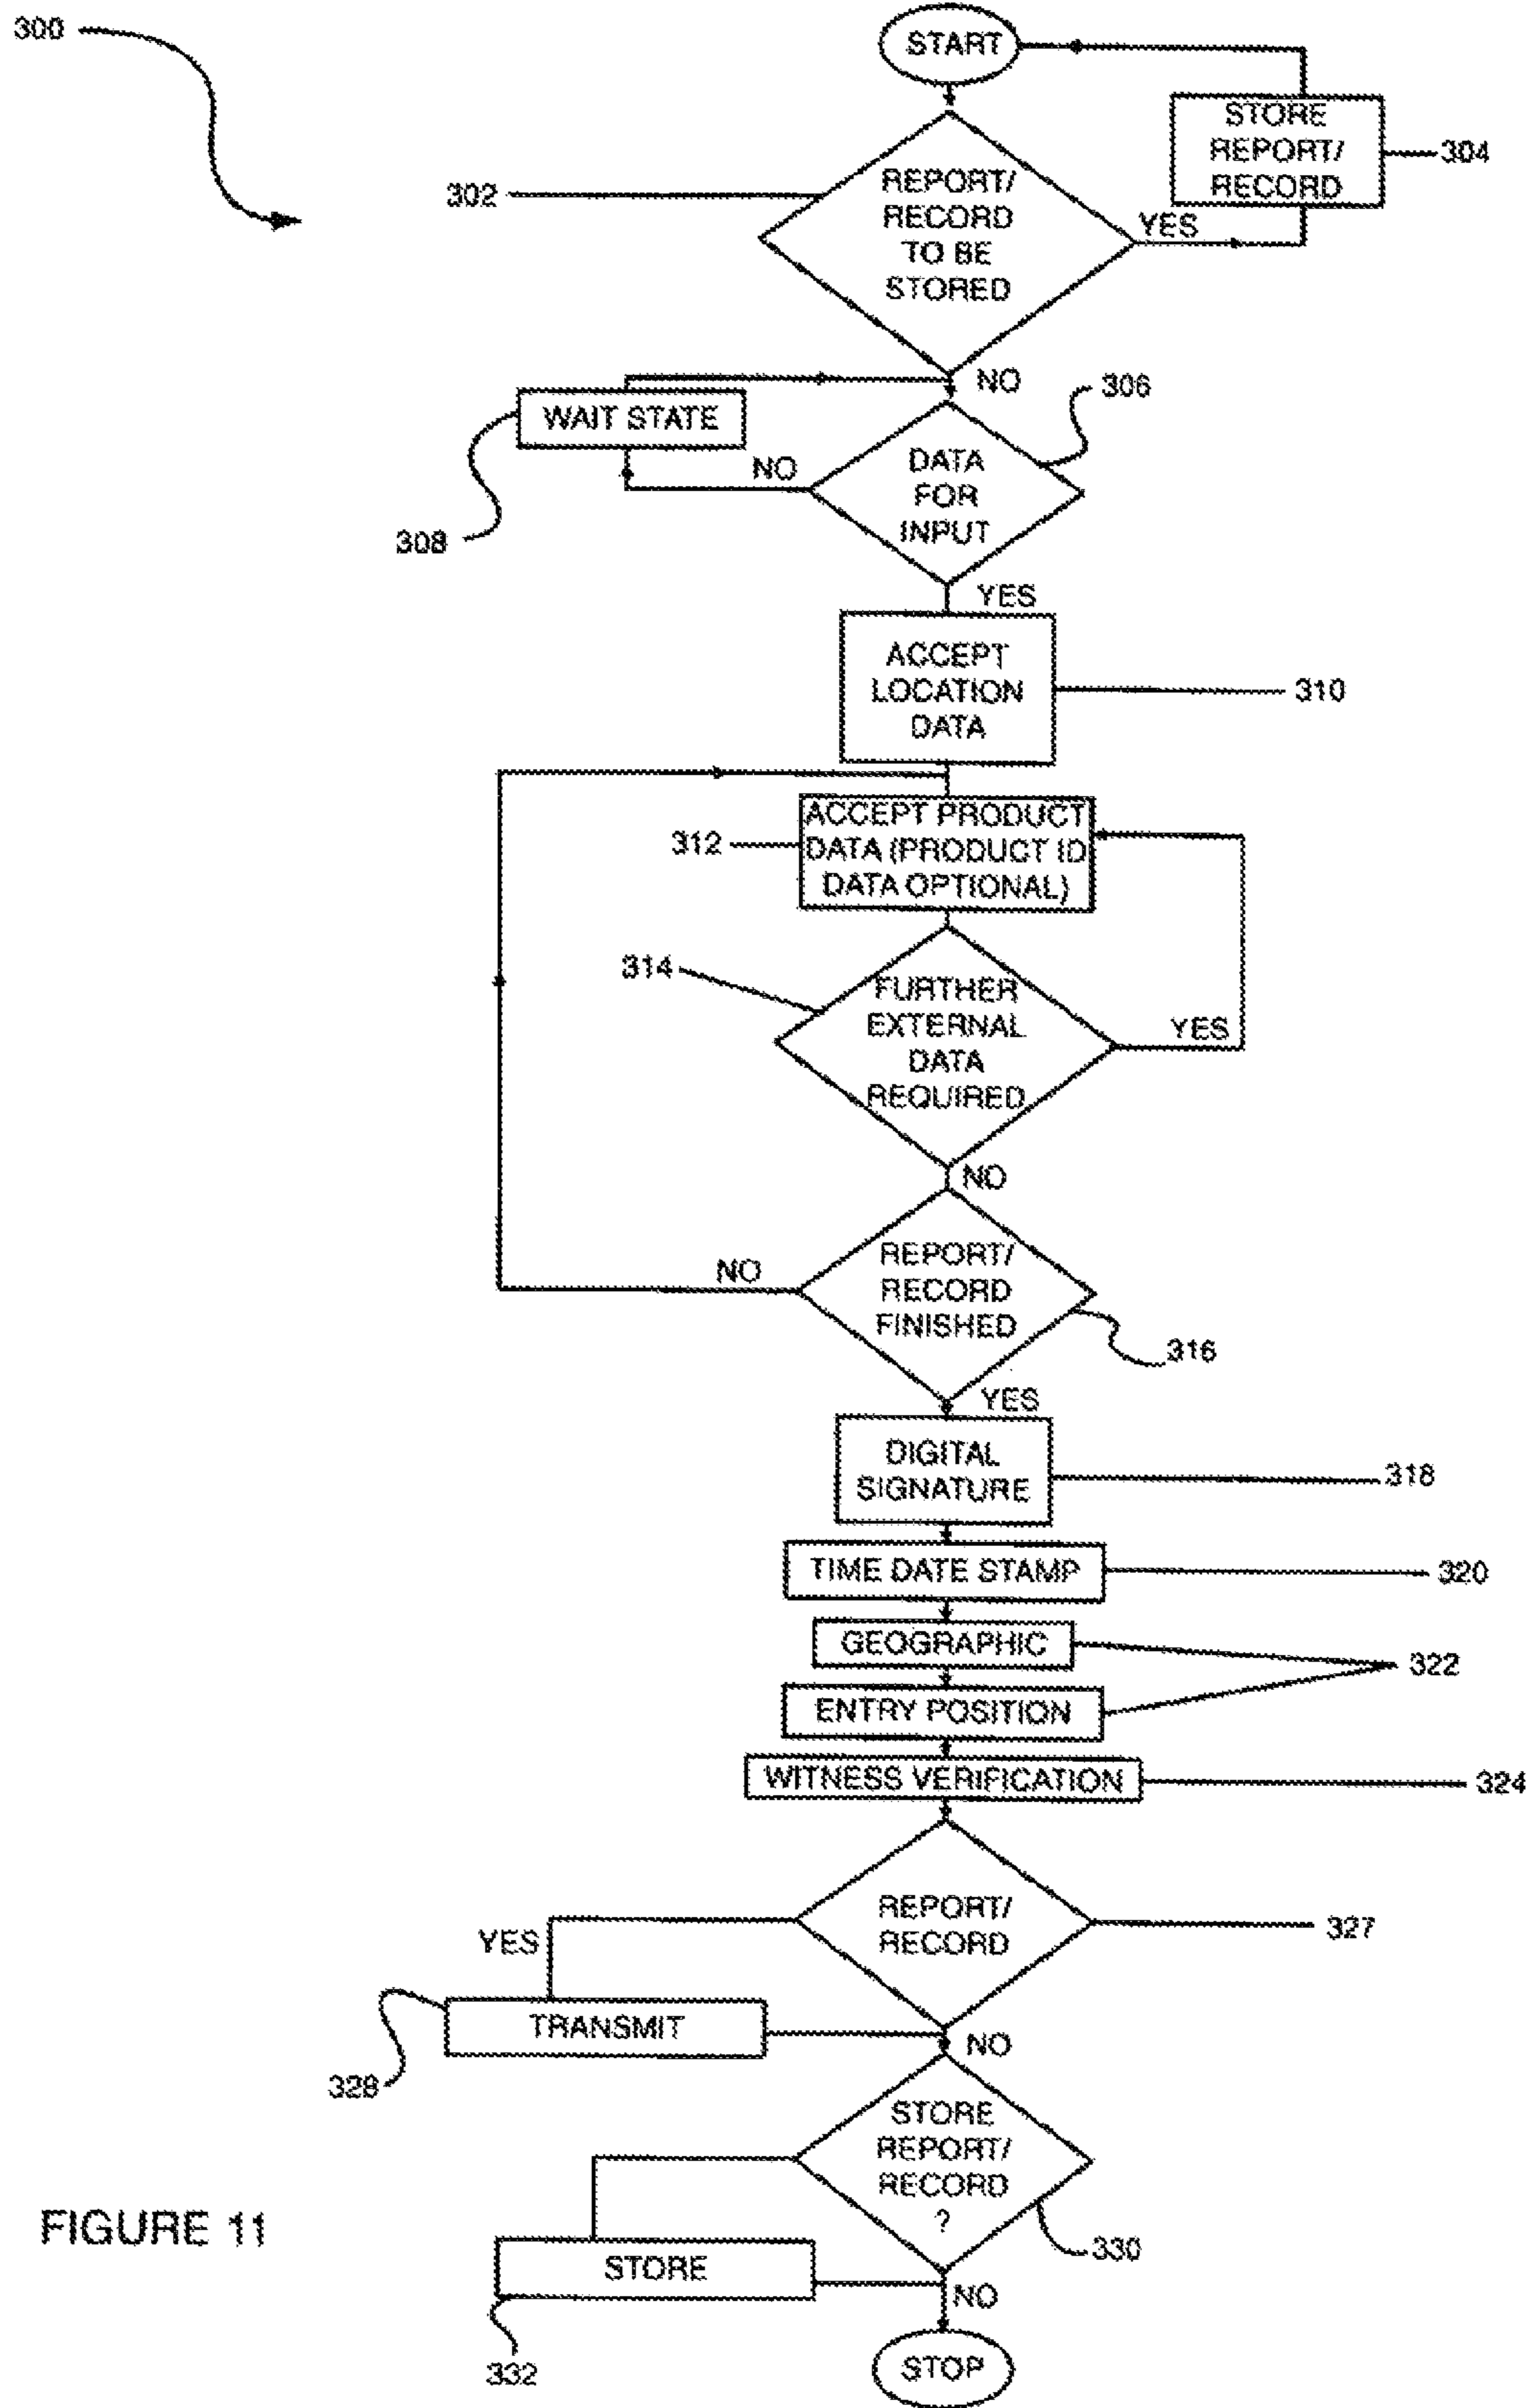 300
START
STORE
REPORT/
RECORD
304
302
REPORT/
RECORD
TO BE
STORED
YES
NO
306
WAIT STATE
NO
DATA
FOR
INPUT
308
YES
ACCEPT
LOCATION
DATA
310
312
ACCEPT PRODUCT
DATA (PRODUCT ID
DATA OPTIONAL)
314
FURTHER
EXTERNAL
DATA
REQUIRED
YES
NO
NO
REPORT/
RECORD
FINISHED
316
YES
DIGITAL
SIGNATURE
318
TIME DATE STAMP
320
GEOGRAPHIC
322
ENTRY POSITION
WITNESS VERIFICATION
324
REPORT/
RECORD
327
YES
TRANSMIT
NO
328
STORE
REPORT/
RECORD
?
330
FIGURE 11
STORE
NO
332
STOP